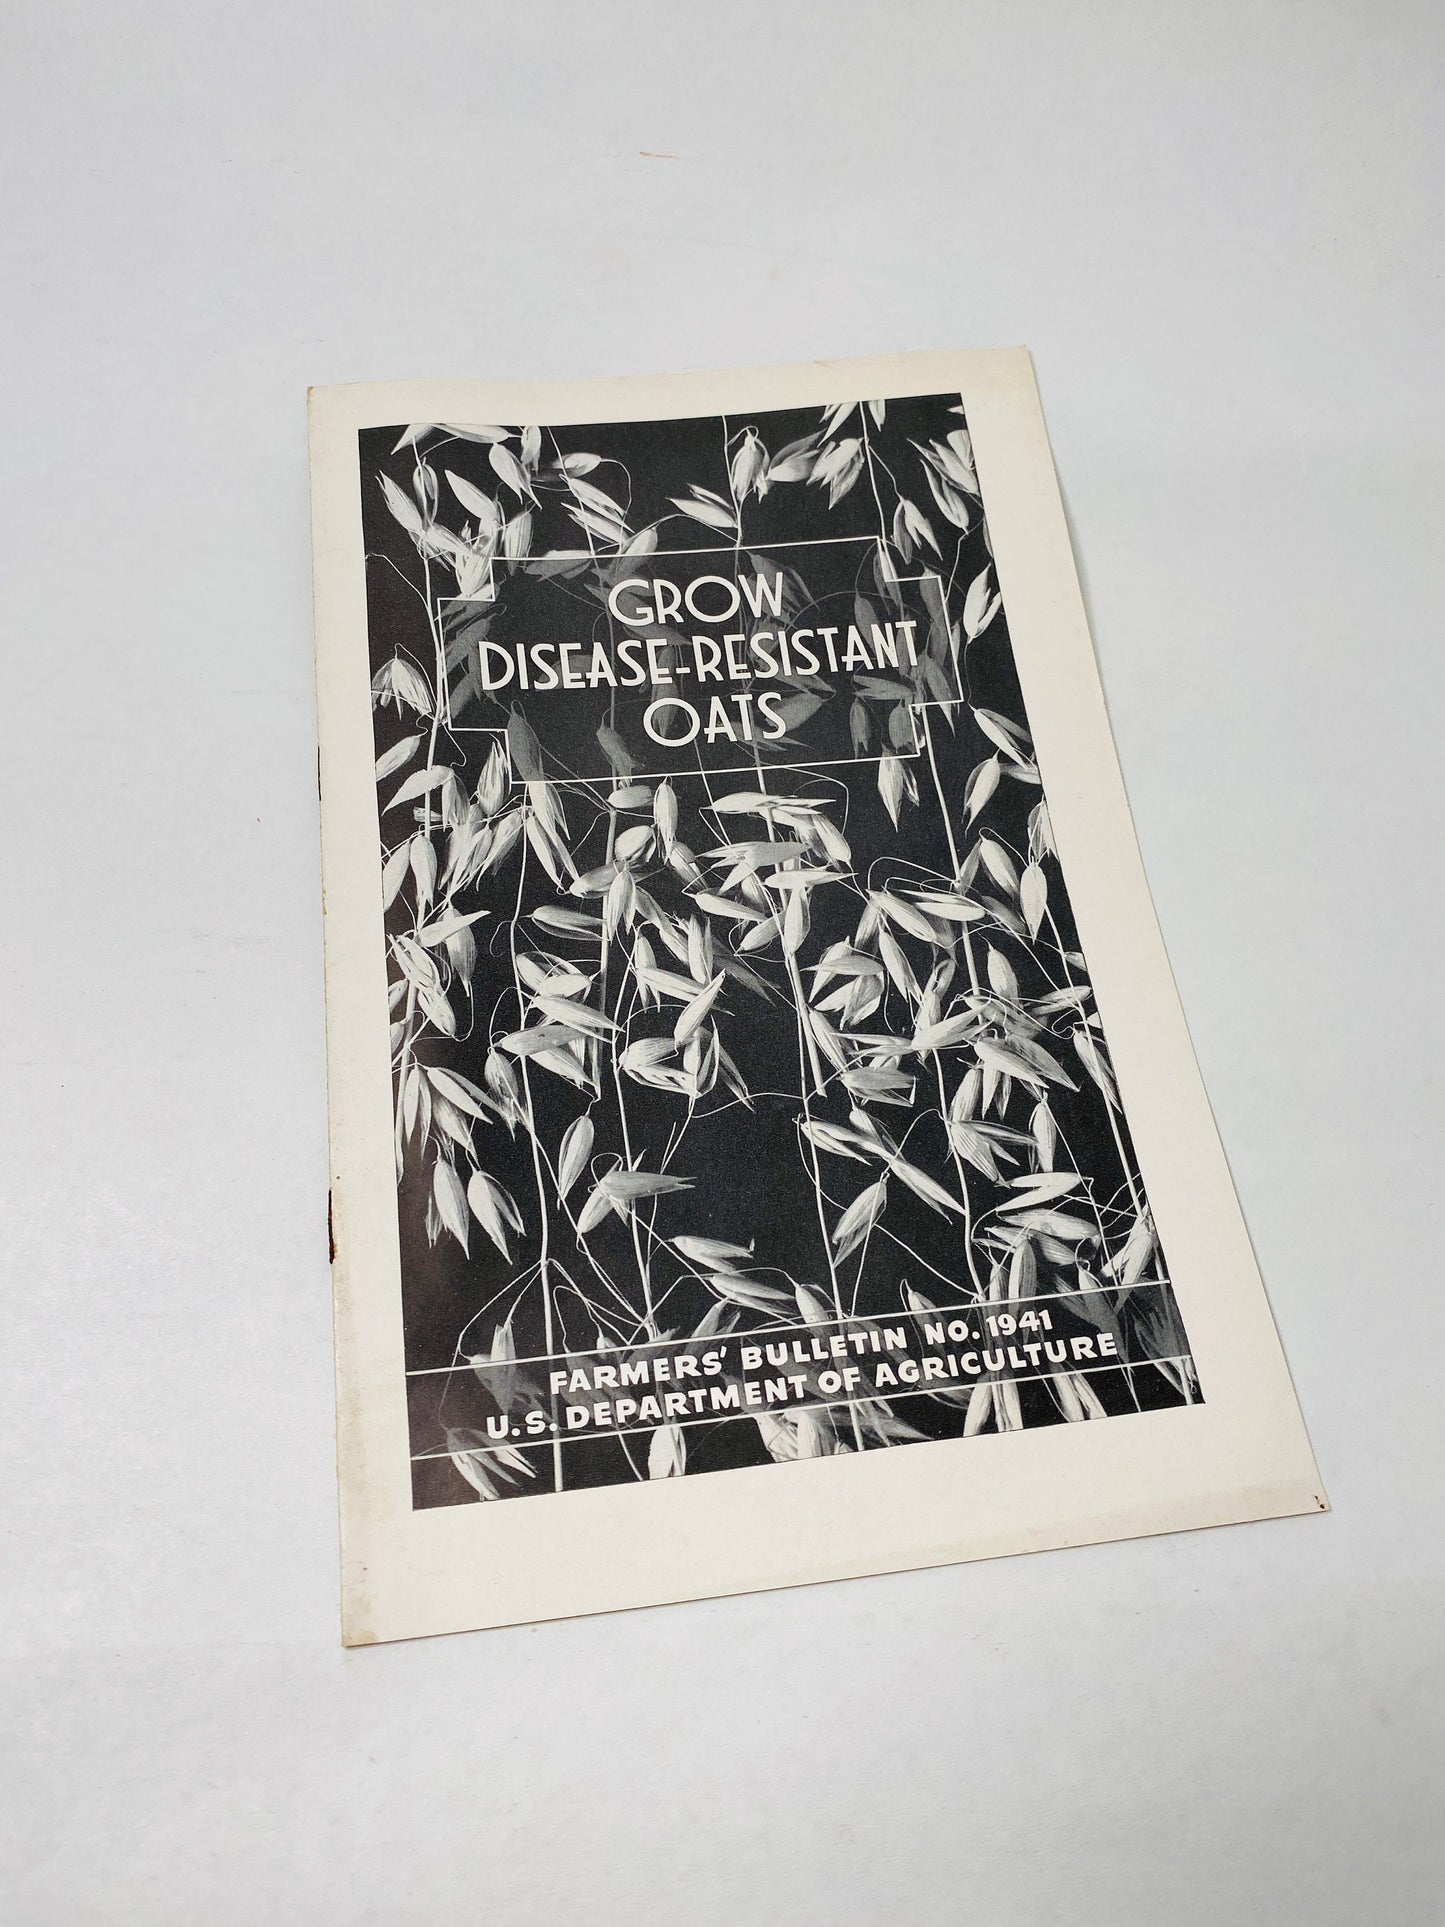 GROW
DISEASE-RESISTANT
OATS
FARMERS' BULLETIN NO. 1941
U.S. DEPARTMENT OF AGRICULTURE